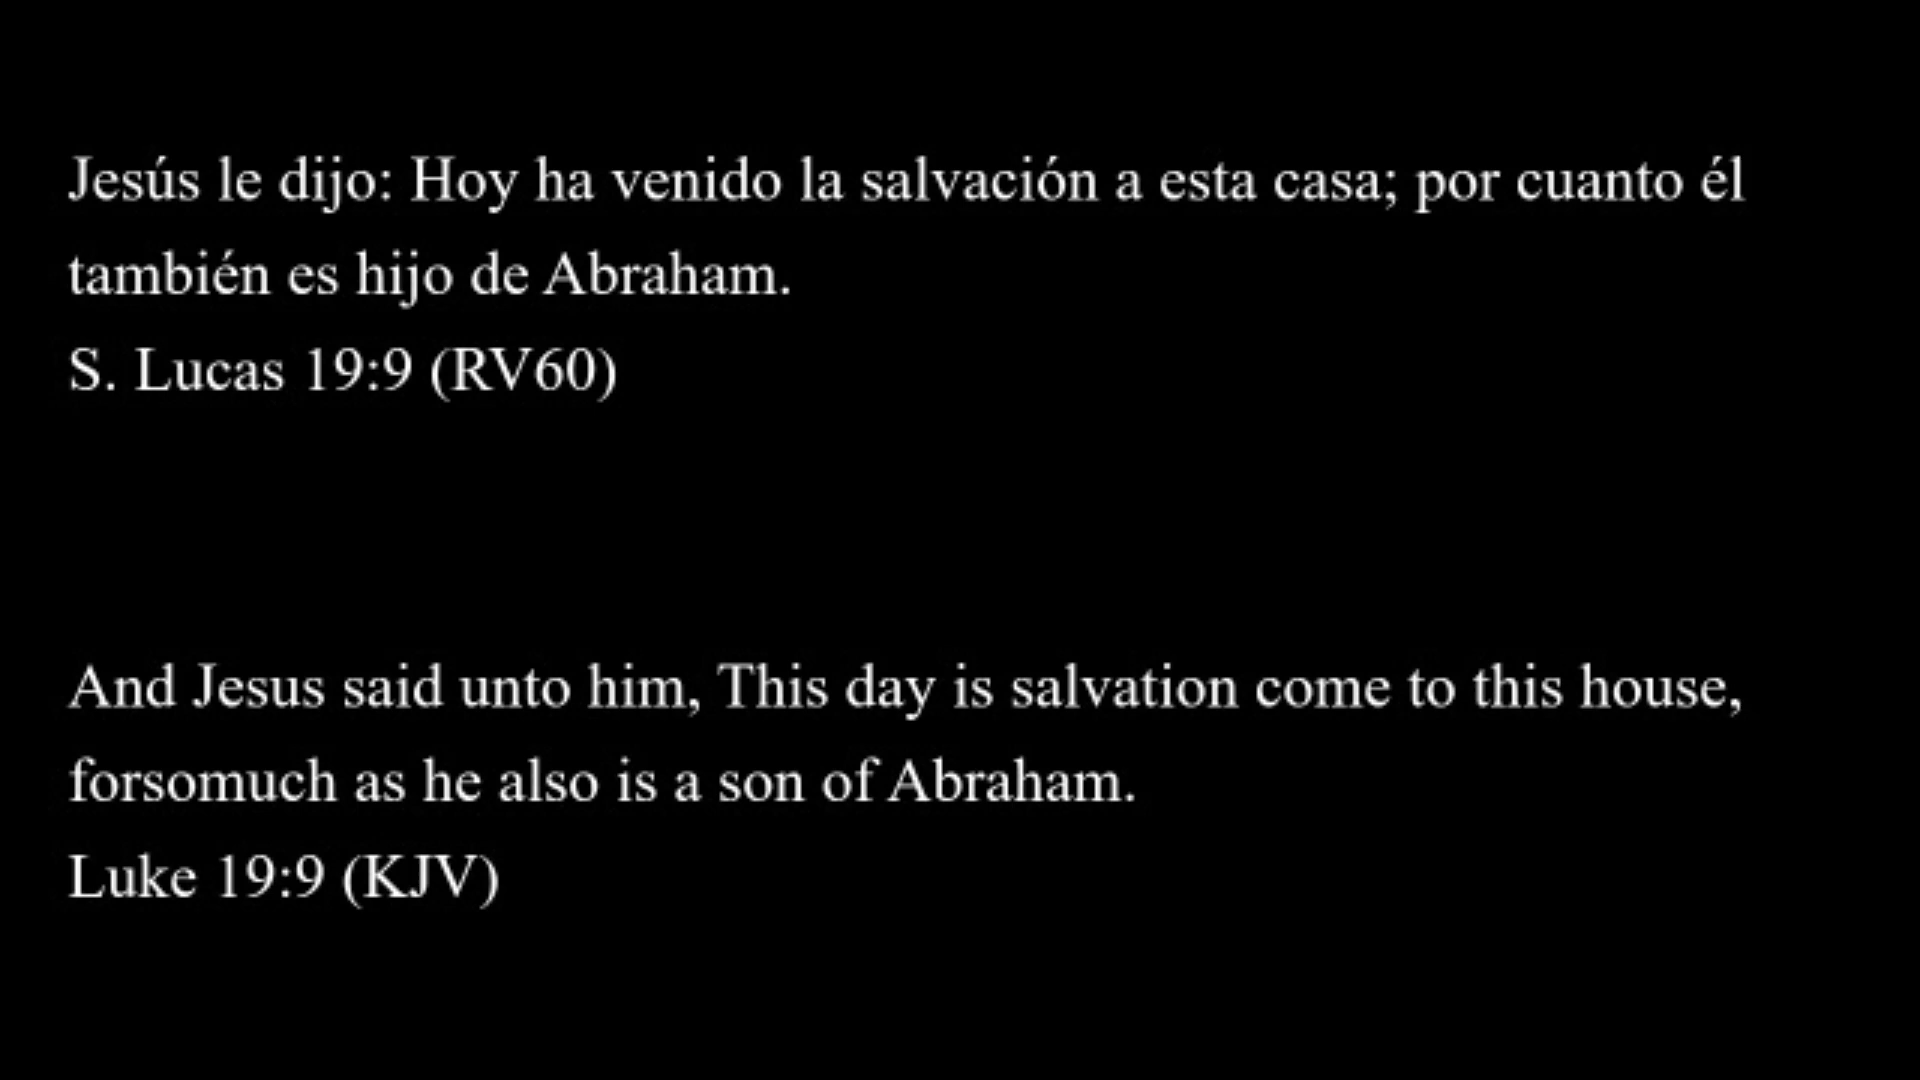 Jesús le dijo: Hoy ha venido la salvación a esta casa; por cuanto él
también es hijo de Abraham.
S. Lucas 19:9 (RV60)
And Jesus said unto him, This day is salvation come to this house,
forsomuch as he also is a son of Abraham.
Luke 19:9 (KJV)